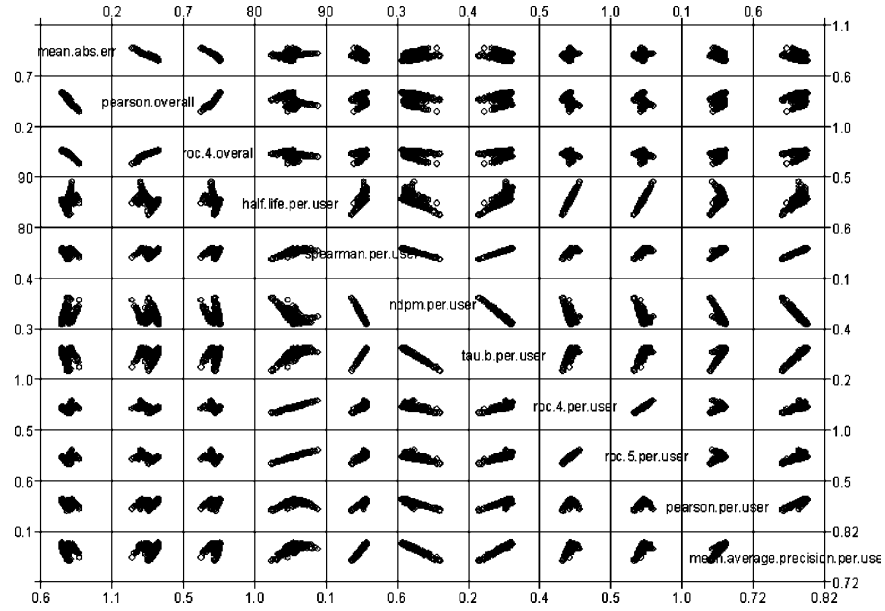 0.2 0.7 80 90 0.3 0.4 0.5 1.0 0.1 0.6
1.1
mean.abs.err
0.7 0.6
pearson.overall
0.2 1.0
roc.4.overall
90 0.5
half.life.per.user
80 0.6
spearman.per.user
0.4 0.1
ndpm.per.user
0.3 0.4
tau.b.per.user
1.0 0.2
roc.4.per.user
0.5 1.0
roc.5.per.user
0.6 0.5
pearson.per.user
0.1 0.82
mean.average.precision.per.use
0.72
0.6 1.1 0.5 1.0 0.1 0.6 0.2 0.4 0.5 1.0 0.72 0.82